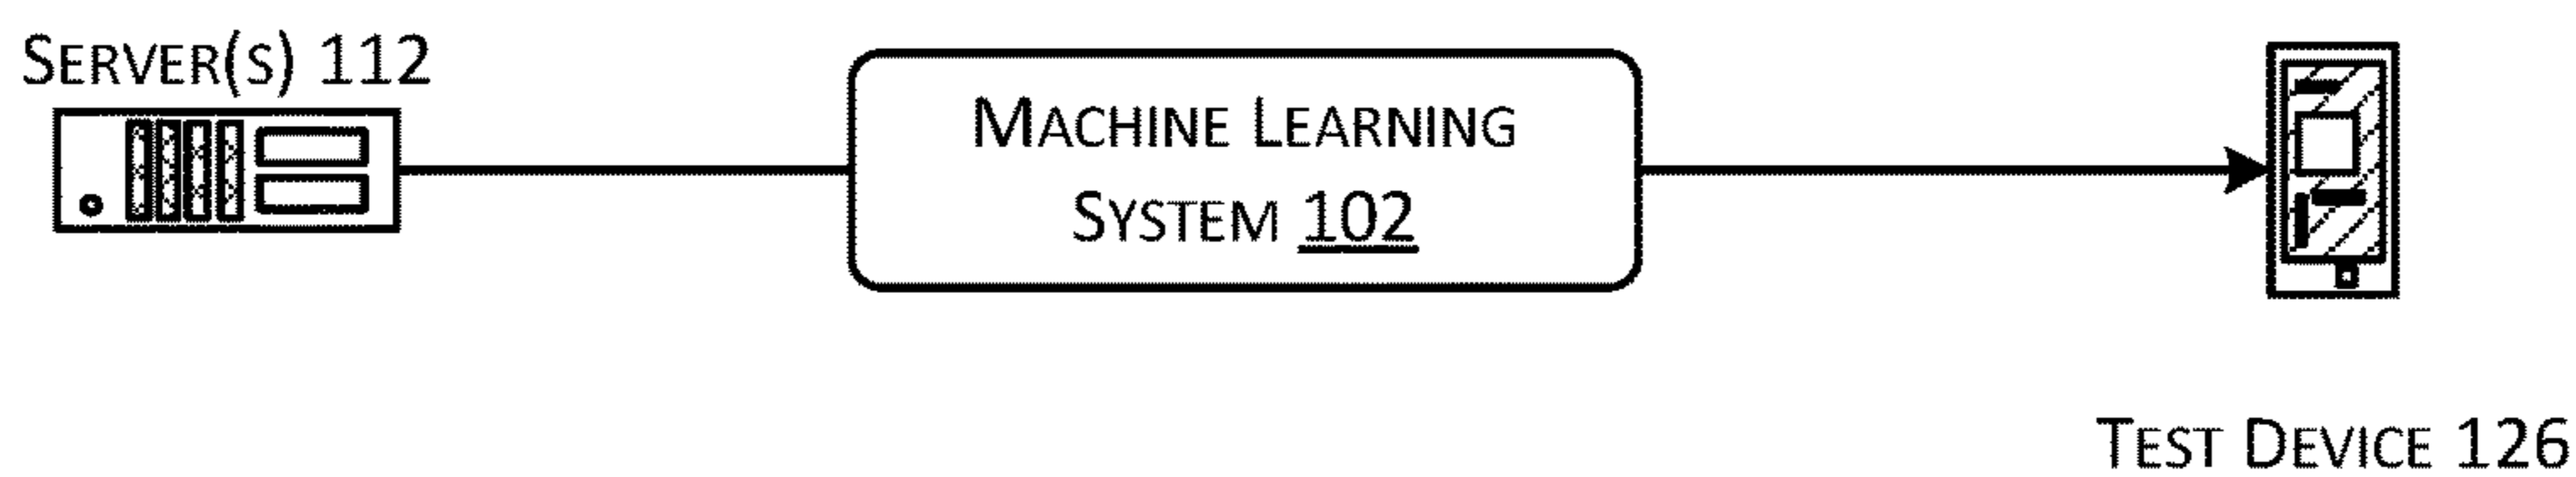 Server(s) 112
Machine Learning
System 102
Test Device 126